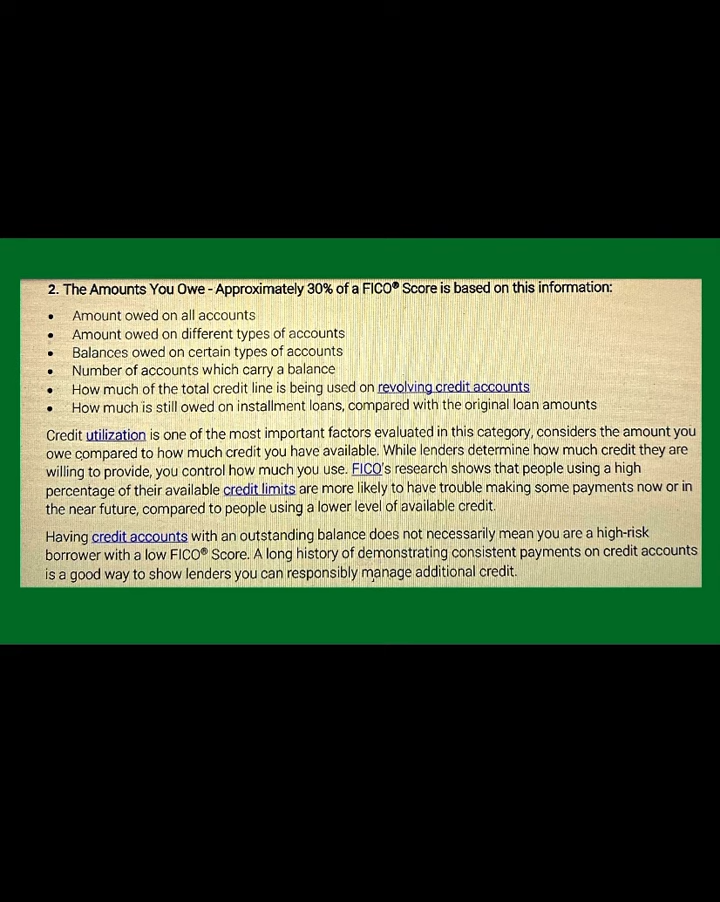 2. The Amounts You Owe - Approximately 30% of a FICO® Score is based on this information:
• Amount owed on all accounts
• Amount owed on different types of accounts
• Balances owed on certain types of accounts
• Number of accounts which carry a balance
• How much of the total credit line is being used on revolving credit accounts
• How much is still owed on installment loans, compared with the original loan amounts
Credit utilization is one of the most important factors evaluated in this category, considers the amount you
owe compared to how much credit you have available. While lenders determine how much credit they are
willing to provide, you control how much you use. FICO's research shows that people using a high
percentage of their available credit limits are more likely to have trouble making some payments now or in
the near future, compared to people using a lower level of available credit.
Having credit accounts with an outstanding balance does not necessarily mean you are a high-risk
borrower with a low FICO® Score. A long history of demonstrating consistent payments on credit accounts
is a good way to show lenders you can responsibly manage additional credit.